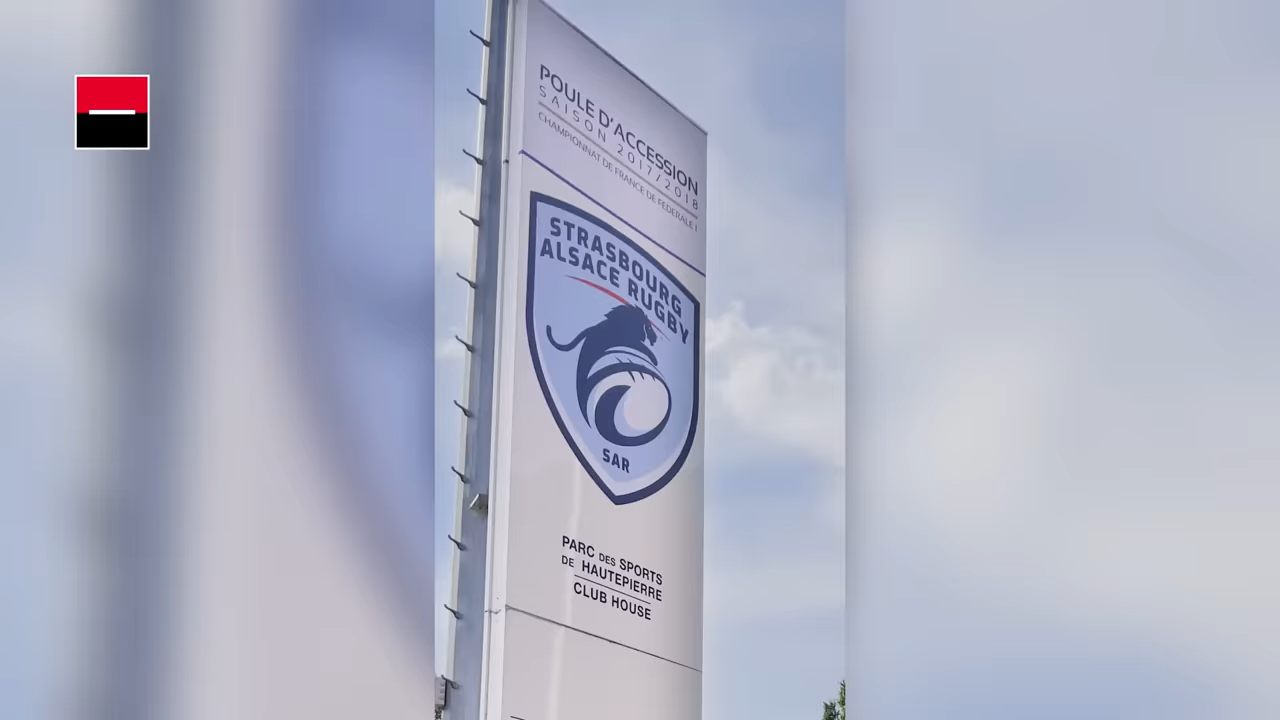 POULE D'ACCESSION
SAISON 2017/2018
CHAMPIONNAT DE FRANCE DE FEDERALE 1
STRASBOURG
ALSACE RUGBY
SAR
PARC DES SPORTS
DE HAUTEPIERRE
CLUB HOUSE